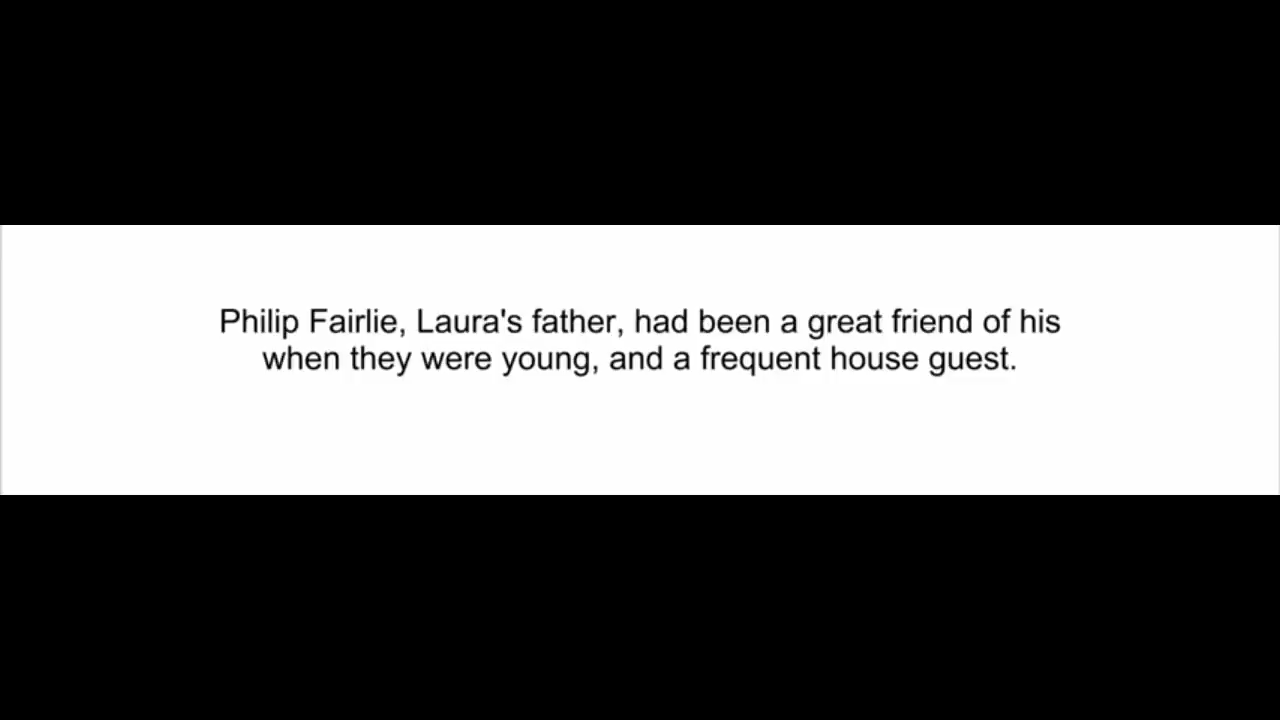 Philip Fairlie, Laura's father, had been a great friend of his
when they were young, and a frequent house guest.